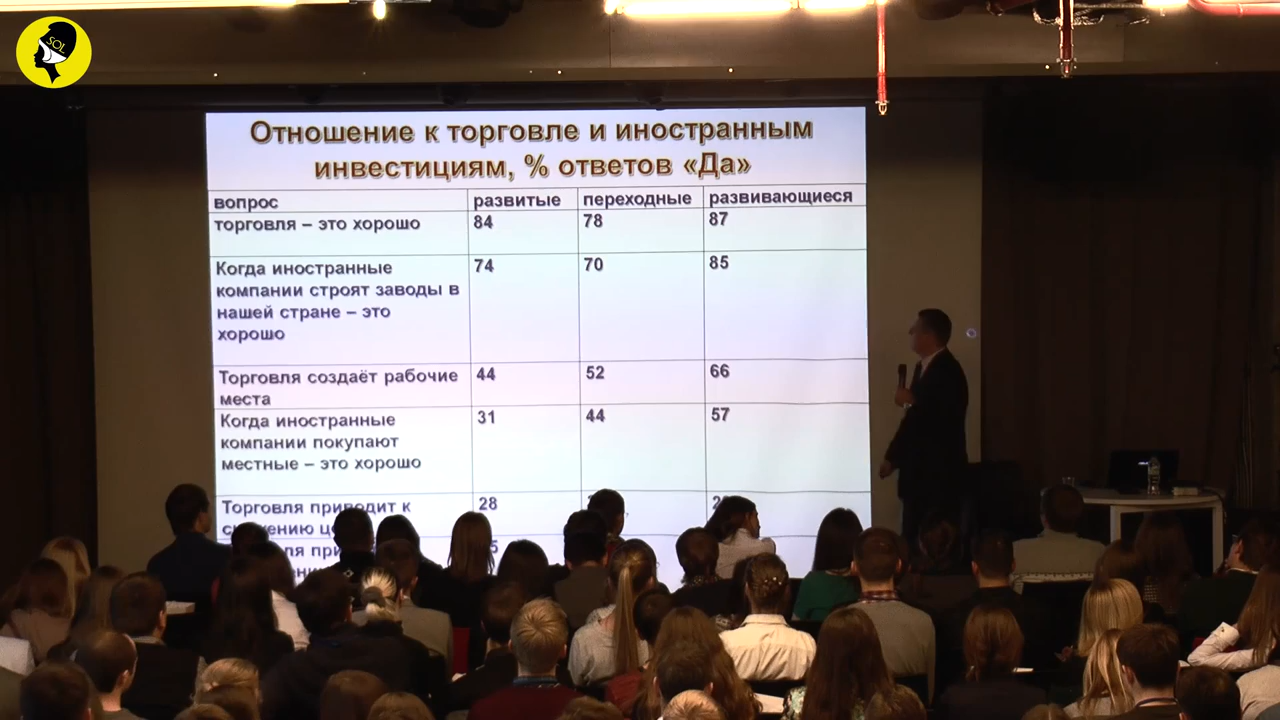 SOL
Отношение к торговле и иностранным
инвестициям, % ответов «Да»
вопрос развитые переходные развивающиеся
торговля – это хорошо 84 78 87
Когда иностранные 74 70 85
компании строят заводы в
нашей стране – это
хорошо
Торговля создаёт рабочие 44 52 66
места
Когда иностранные 31 44 57
компании покупают
местные – это хорошо
Торговля приводит к 28